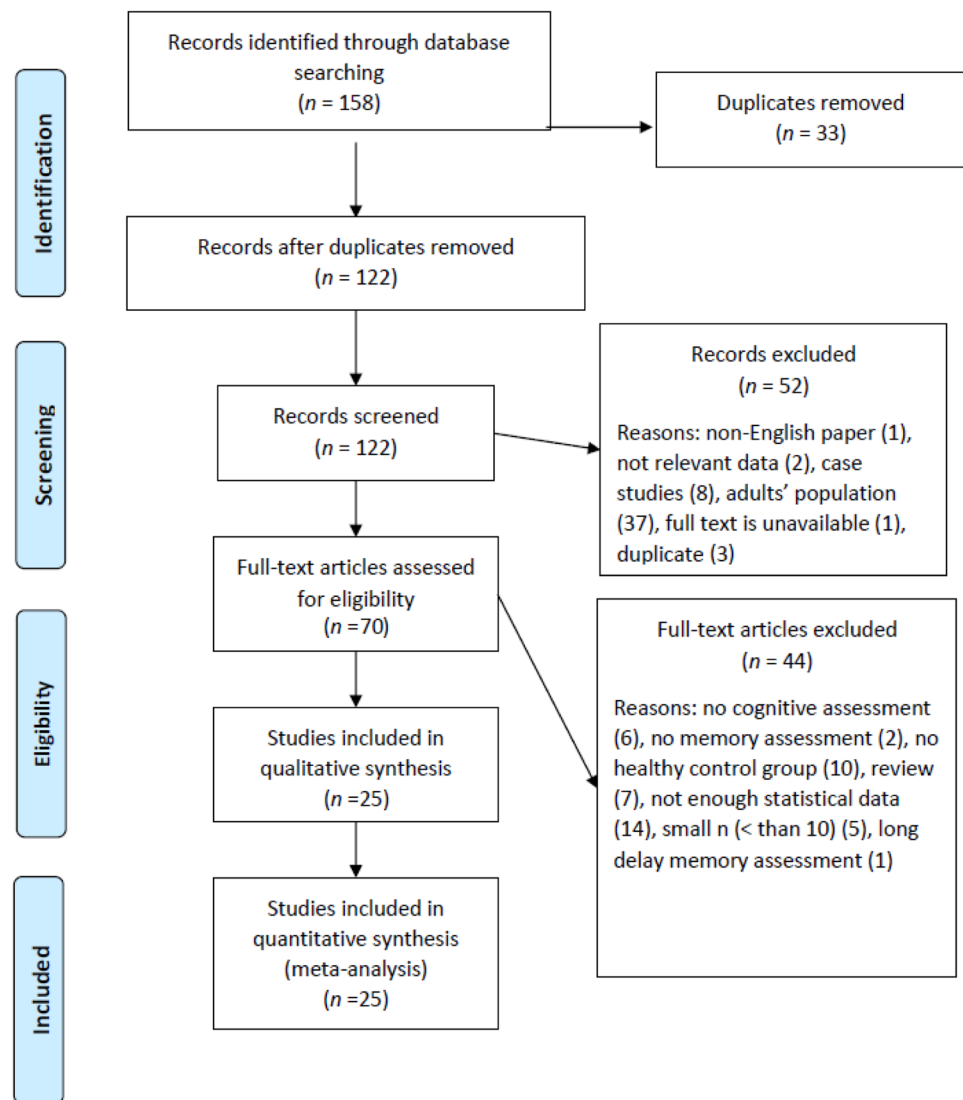 Records identified through database
searching
(n = 158)
Duplicates removed
(n = 33)
Identification
Records after duplicates removed
(n = 122)
Screening
Records screened
(n = 122)
Records excluded
(n = 52)
Reasons: non-English paper (1),
not relevant data (2), case
studies (8), adults’ population
(37), full text is unavailable (1),
duplicate (3)
Eligibility
Full-text articles assessed
for eligibility
(n =70)
Full-text articles excluded
(n = 44)
Reasons: no cognitive assessment
(6), no memory assessment (2), no
healthy control group (10), review
(7), not enough statistical data
(14), small n (< than 10) (5), long
delay memory assessment (1)
Studies included in
qualitative synthesis
(n =25)
Included
Studies included in
quantitative synthesis
(meta-analysis)
(n =25)